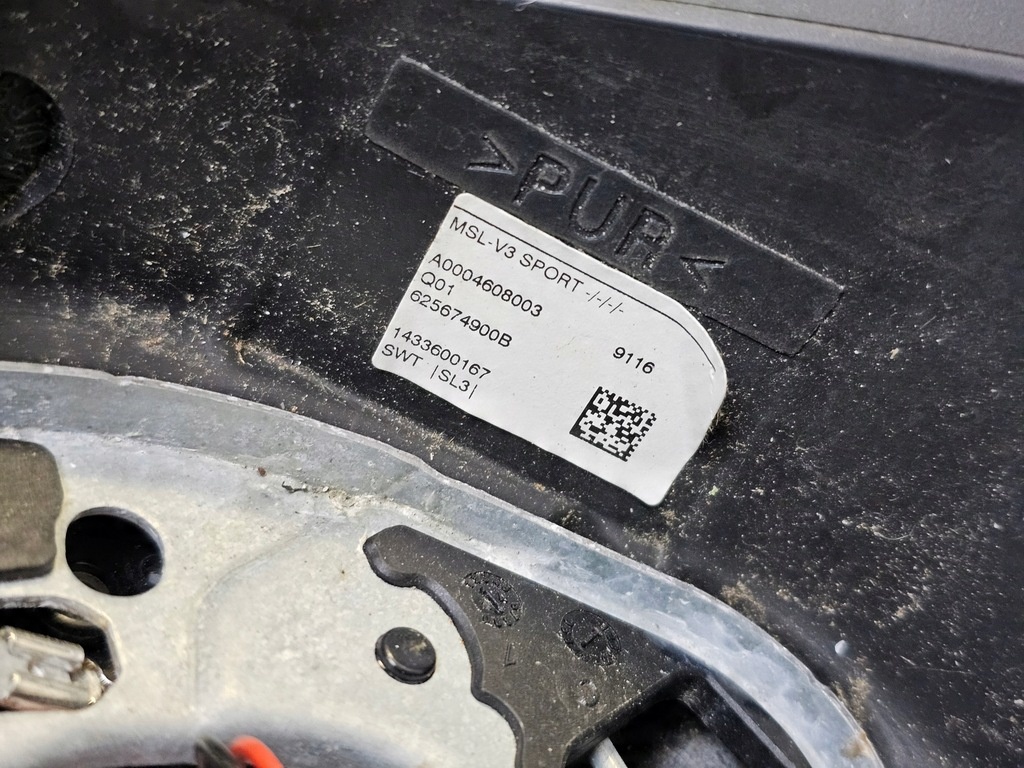 >PUR<
MSL-V3 SPORT -/-/-/-
A0004608003
Q01
625674900B 9116
1433600167
SWT |SL3|